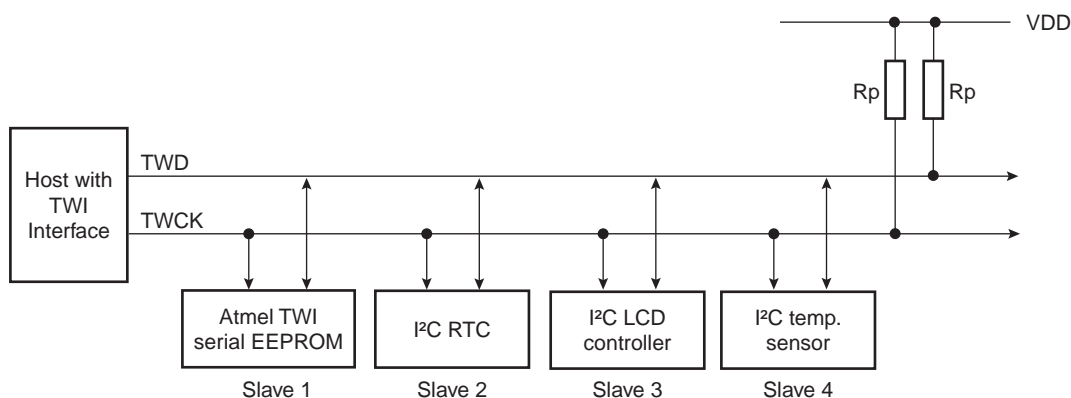 VDD
Rp
Rp
Host with
TWI
Interface
TWD
TWCK
Atmel TWI
serial EEPROM
I²C RTC
I²C LCD
controller
I²C temp.
sensor
Slave 1
Slave 2
Slave 3
Slave 4